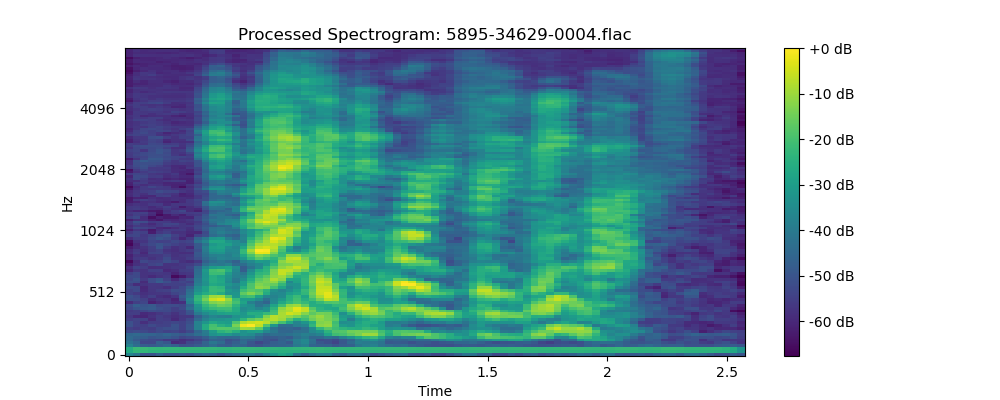 Processed Spectrogram: 5895-34629-0004.flac
Hz
4096
2048
1024
512
0
0
0.5
1
1.5
2
2.5
Time
+0 dB
-10 dB
-20 dB
-30 dB
-40 dB
-50 dB
-60 dB